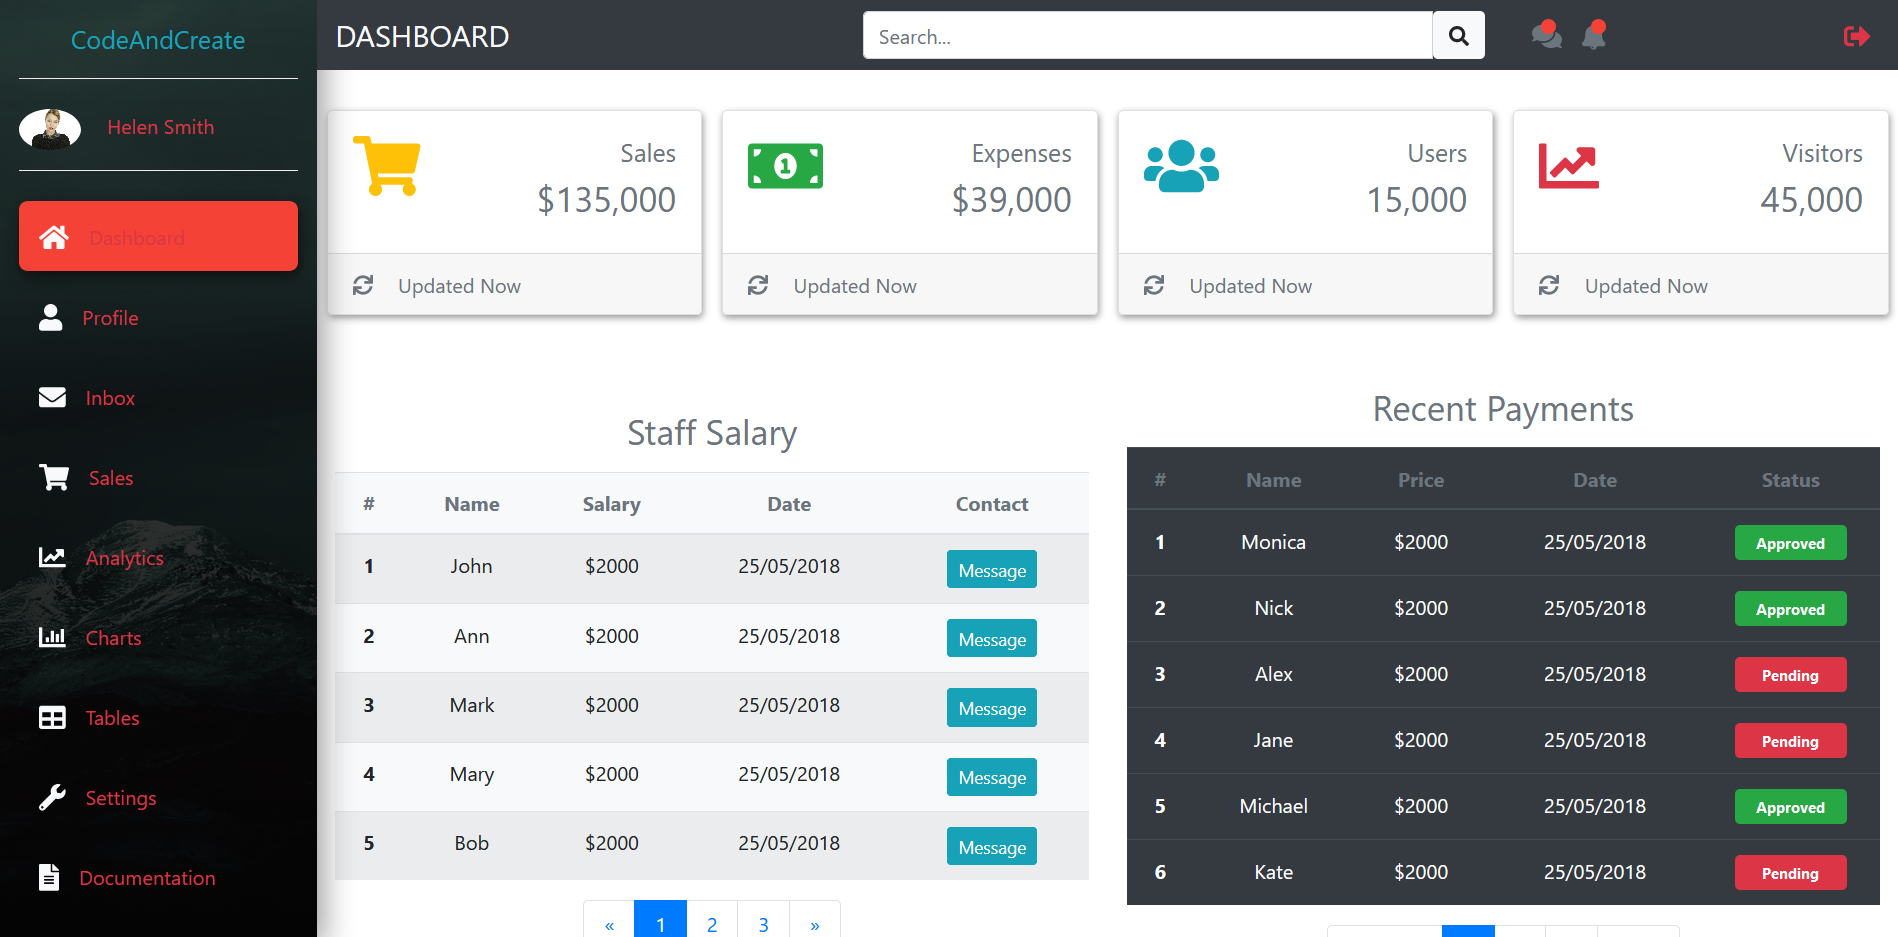 CodeAndCreate
Helen Smith
Dashboard
Profile
Inbox
Sales
Analytics
Charts
Tables
Settings
Documentation
DASHBOARD
Search...
Sales
$135,000
Updated Now
Expenses
$39,000
Updated Now
Users
15,000
Updated Now
Visitors
45,000
Updated Now
Staff Salary
# Name Salary Date Contact
1 John $2000 25/05/2018 Message
2 Ann $2000 25/05/2018 Message
3 Mark $2000 25/05/2018 Message
4 Mary $2000 25/05/2018 Message
5 Bob $2000 25/05/2018 Message
« 1 2 3 »
Recent Payments
# Name Price Date Status
1 Monica $2000 25/05/2018 Approved
2 Nick $2000 25/05/2018 Approved
3 Alex $2000 25/05/2018 Pending
4 Jane $2000 25/05/2018 Pending
5 Michael $2000 25/05/2018 Approved
6 Kate $2000 25/05/2018 Pending